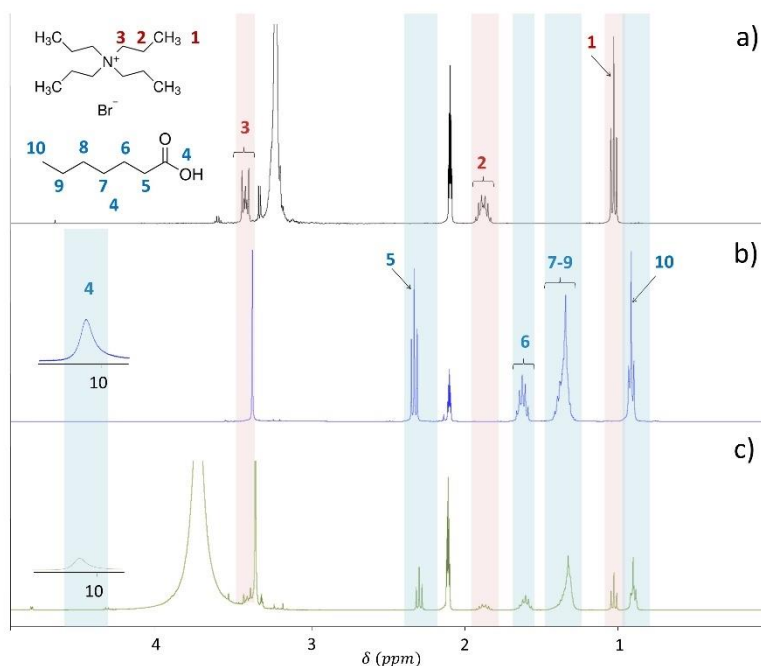 3 2 CH₃ 1
H₃C
N⁺
H₃C CH₃
Br⁻
10 8 6 O 4
OH
9 7 5
4
3
2
1
a)
4
10
5
6
7-9
10
b)
10
c)
4 3 2 1
δ (ppm)